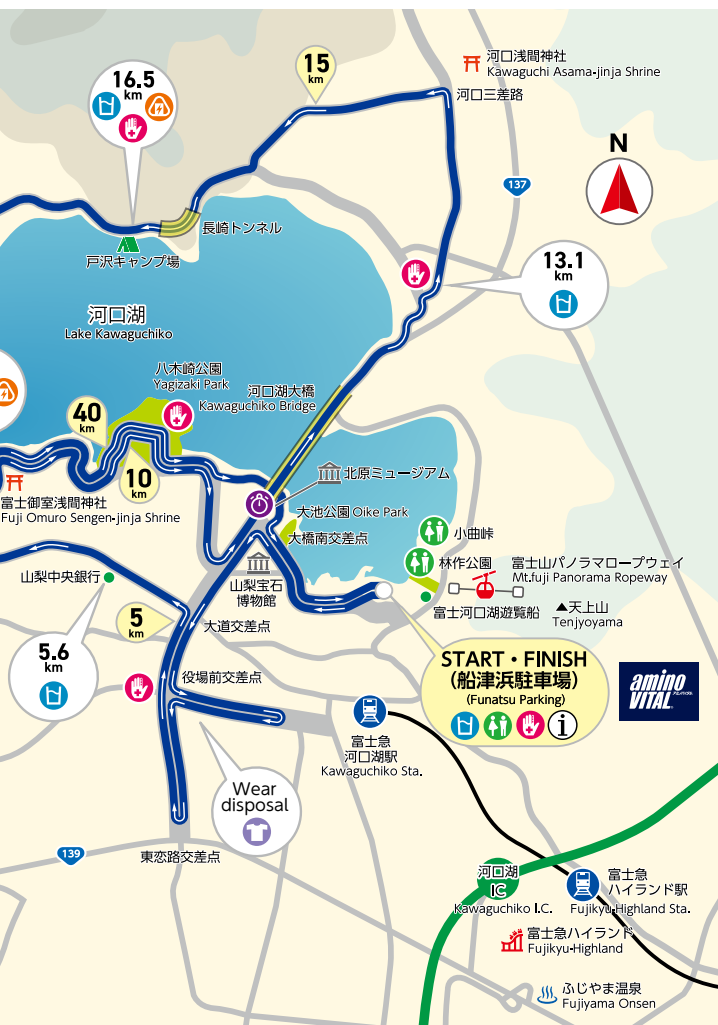 15
km
河口浅間神社
Kawaguchi Asama-jinja Shrine
16.5
km
河口三差路
N
137
長崎トンネル
戸沢キャンプ場
13.1
km
河口湖
Lake Kawaguchiko
八木崎公園
Yagizaki Park
河口湖大橋
Kawaguchiko Bridge
40
km
10
km
北原ミュージアム
富士御室浅間神社
Fuji Omuro Sengen-jinja Shrine
大池公園 Oike Park
大橋南交差点
小曲峠
林作公園
富士山パノラマロープウェイ
Mt.fuji Panorama Ropeway
山梨中央銀行
山梨宝石
博物館
富士河口湖遊覧船
▲天上山
Tenjyoyama
5
km
大道交差点
5.6
km
役場前交差点
START・FINISH
(船津浜駐車場)
(Funatsu Parking)
i
amino
VITAL
アミノバイタル
®
富士急
河口湖駅
Kawaguchiko Sta.
Wear
disposal
139
東恋路交差点
河口湖
IC
Kawaguchiko I.C.
富士急
ハイランド駅
Fujikyu-Highland Sta.
富士急ハイランド
Fujikyu-Highland
ふじやま温泉
Fujiyama Onsen